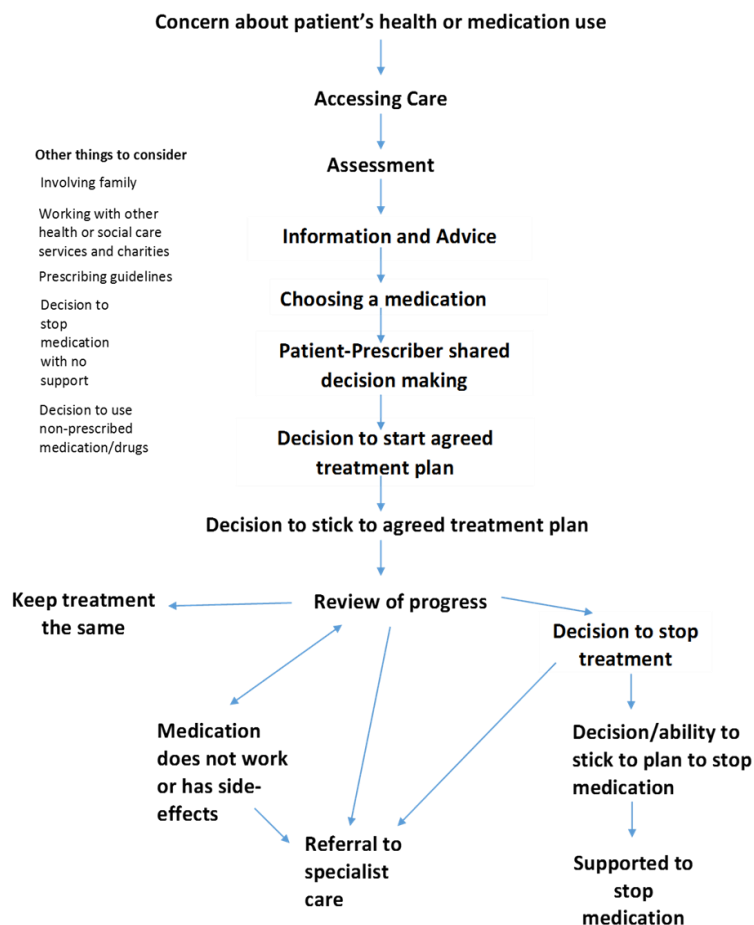 Concern about patient’s health or medication use
Accessing Care
Other things to consider
Involving family
Working with other
health or social care
services and charities
Prescribing guidelines
Decision to
stop
medication
with no
support
Decision to use
non-prescribed
medication/drugs
Assessment
Information and Advice
Choosing a medication
Patient-Prescriber shared
decision making
Decision to start agreed
treatment plan
Decision to stick to agreed treatment plan
Review of progress
Keep treatment
the same
Decision to stop
treatment
Medication
does not work
or has side-
effects
Decision/ability to
stick to plan to stop
medication
Referral to
specialist
care
Supported to
stop
medication